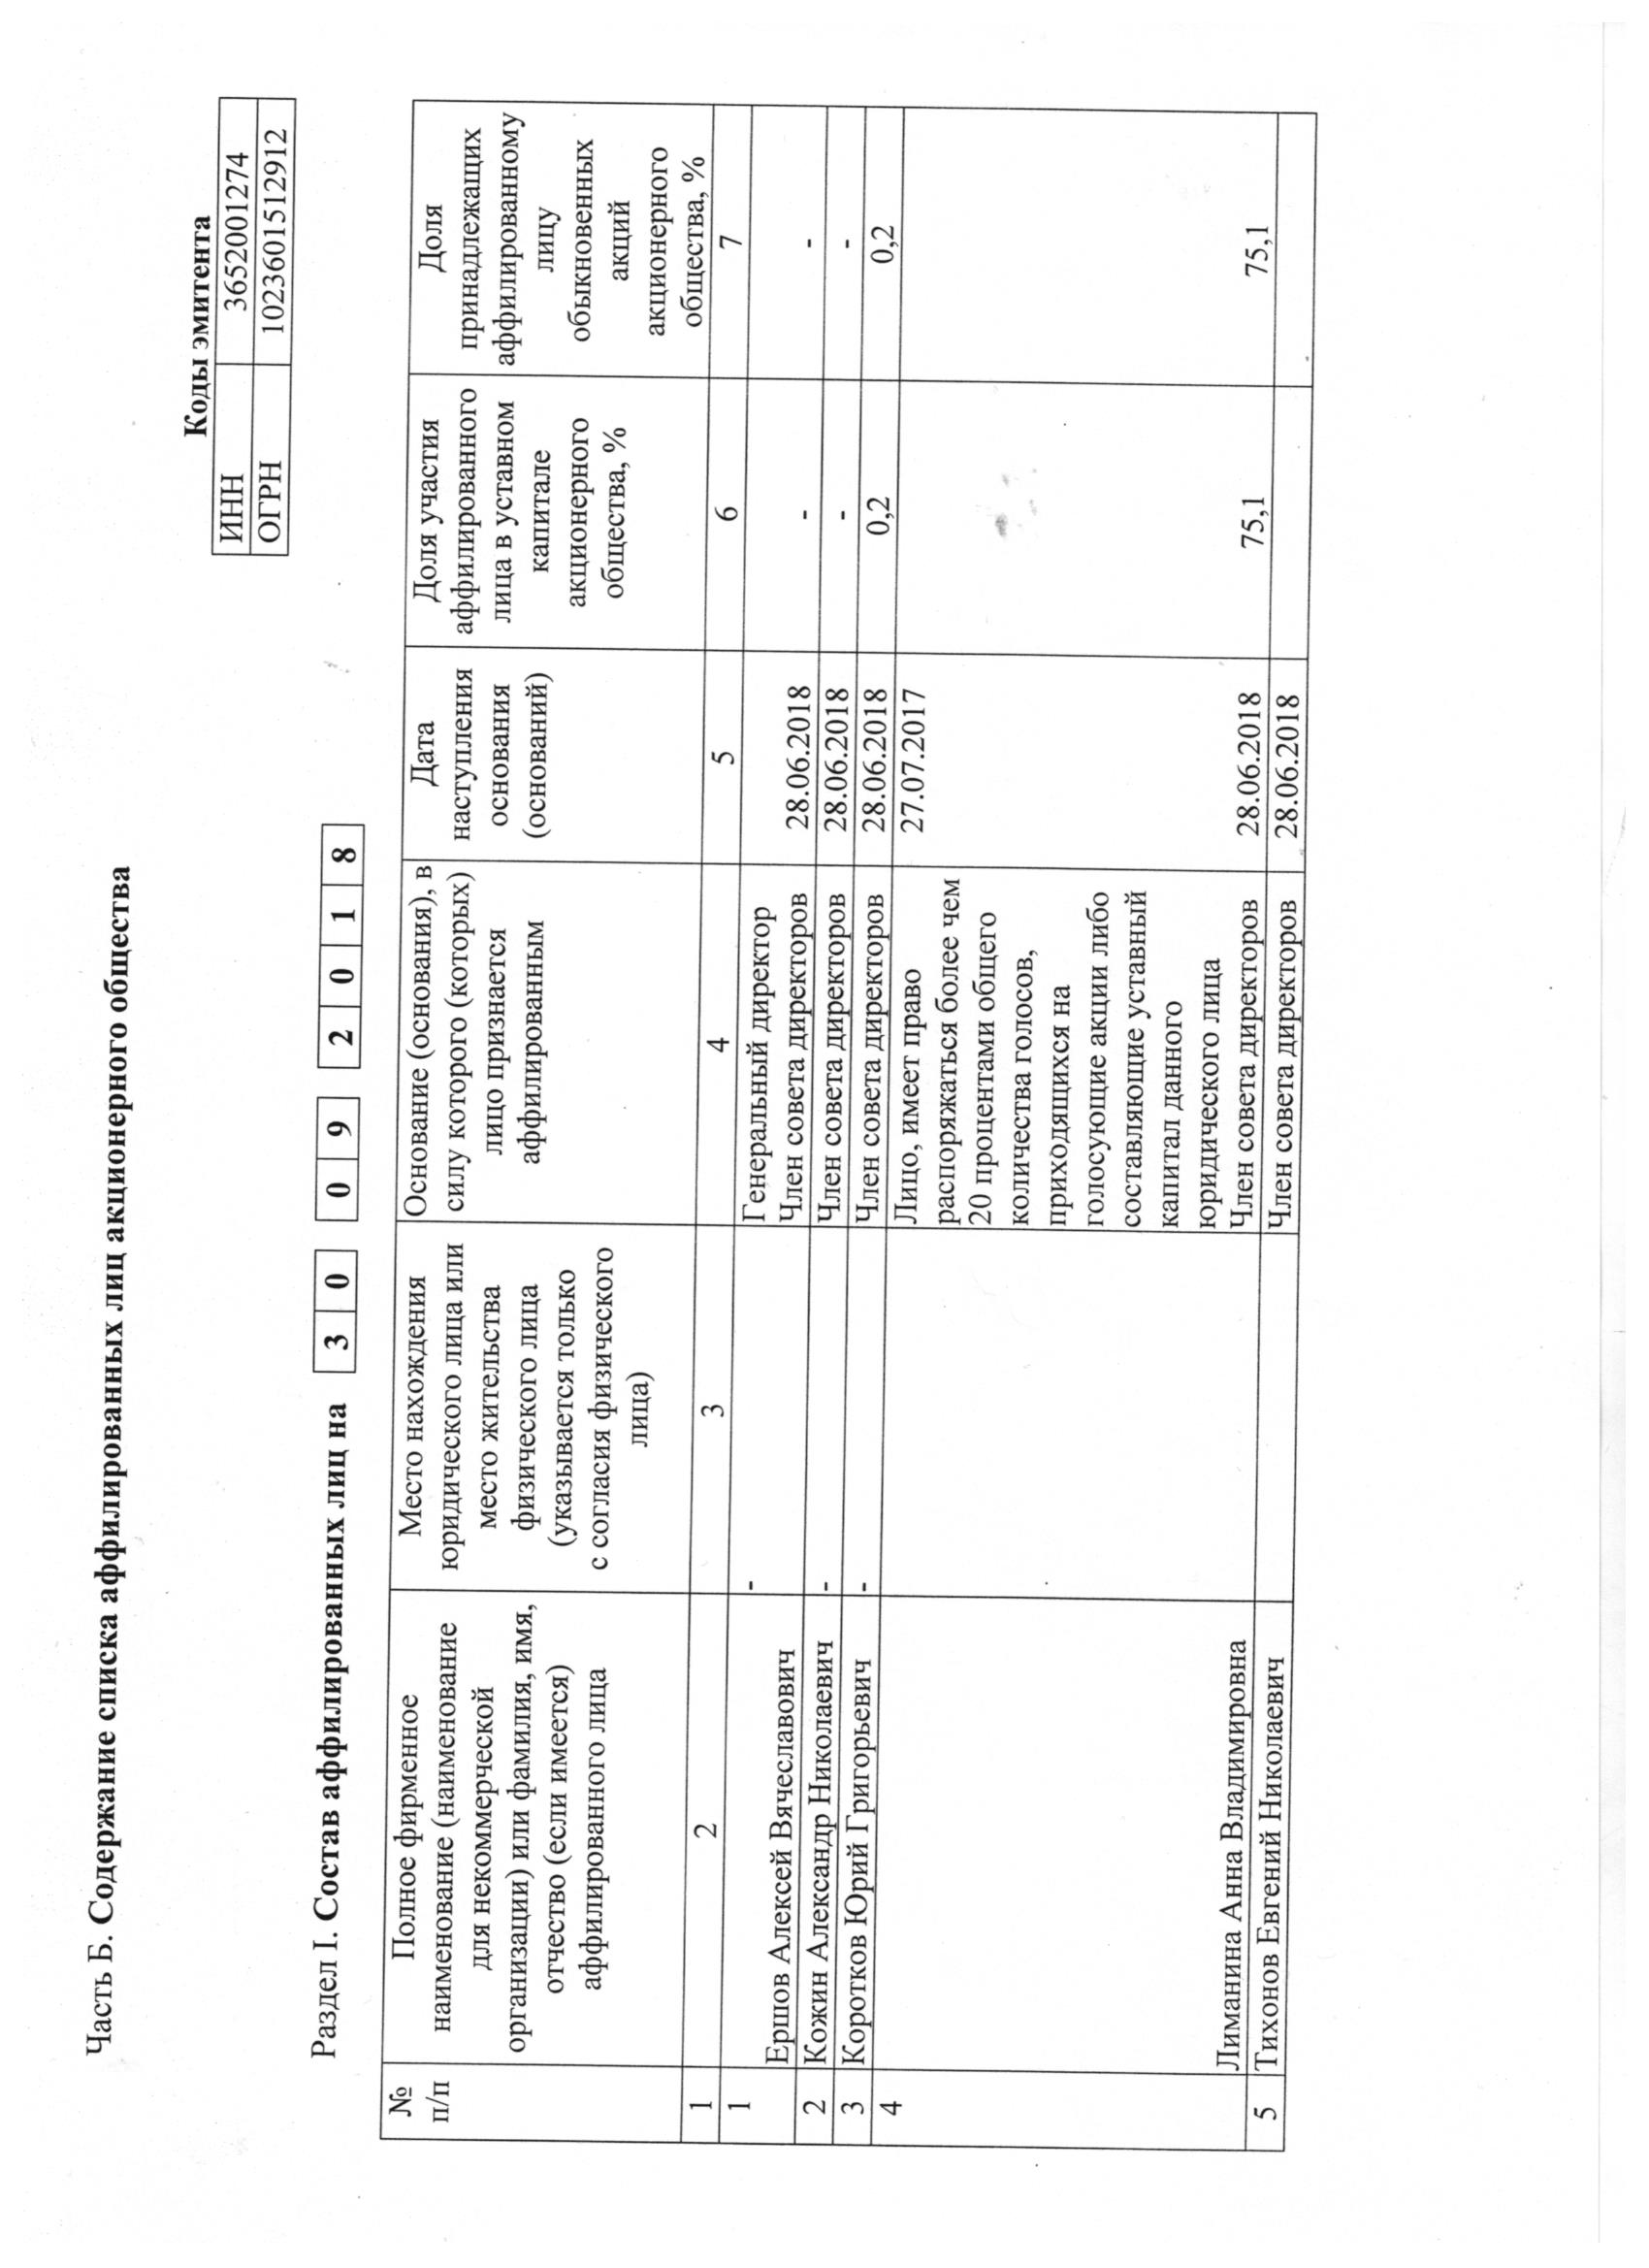 Часть Б. Содержание списка аффилированных лиц акционерного общества
Коды эмитента
ИНН 3652001274
ОГРН 1023601512912
Раздел I. Состав аффилированных лиц на 3 0 0 9 2 0 1 8
№
п/п
Полное фирменное
наименование (наименование
для некоммерческой
организации) или фамилия, имя,
отчество (если имеется)
аффилированного лица
Место нахождения
юридического лица или
место жительства
физического лица
(указывается только
с согласия физического
лица)
Основание (основания), в
силу которого (которых)
лицо признается
аффилированным
Дата
наступления
основания
(оснований)
Доля участия
аффилированного
лица в уставном
капитале
акционерного
общества, %
Доля
принадлежащих
аффилированному
лицу
обыкновенных
акций
акционерного
общества, %
1 2 3 4 5 6 7
1 - Генеральный директор
Ершов Алексей Вячеславович Член совета директоров 28.06.2018 - -
2 Кожин Александр Николаевич - Член совета директоров 28.06.2018 - -
3 Коротков Юрий Григорьевич - Член совета директоров 28.06.2018 0,2 0,2
4 Лицо, имеет право 27.07.2017
распоряжаться более чем
20 процентами общего
количества голосов,
приходящихся на
голосующие акции либо
составляющие уставный
капитал данного
юридического лица
Лиманина Анна Владимировна Член совета директоров 28.06.2018 75,1 75,1
5 Тихонов Евгений Николаевич Член совета директоров 28.06.2018